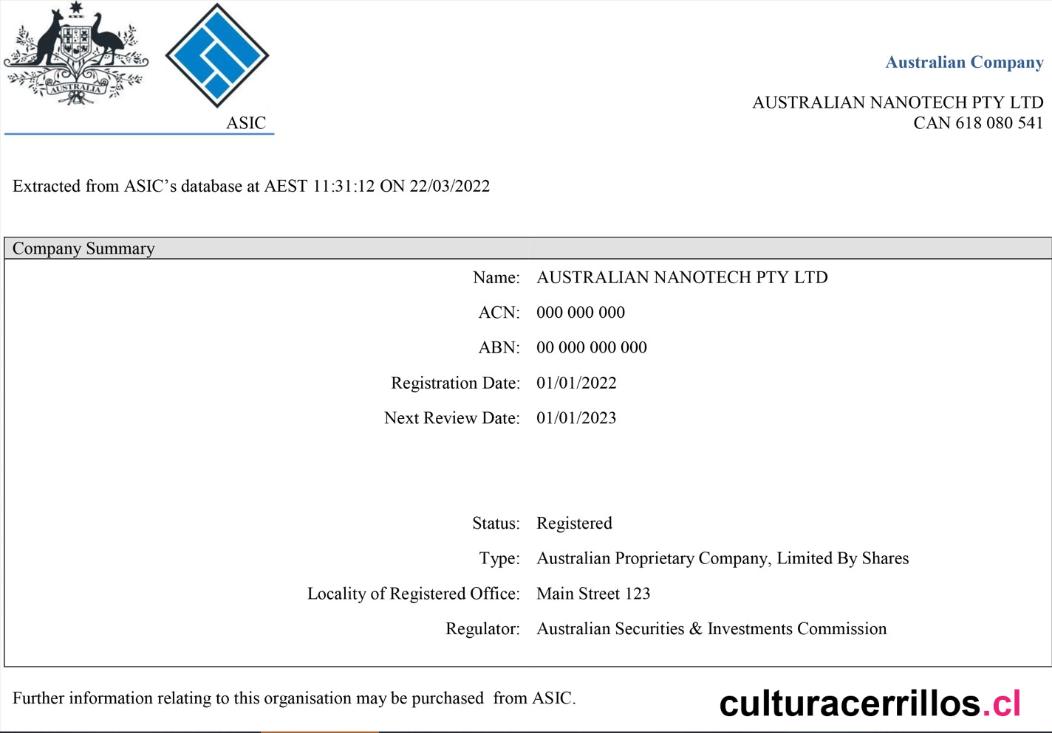 AUSTRALIA
ASIC
Australian Company
AUSTRALIAN NANOTECH PTY LTD
CAN 618 080 541
Extracted from ASIC's database at AEST 11:31:12 ON 22/03/2022
Company Summary
Name: AUSTRALIAN NANOTECH PTY LTD
ACN: 000 000 000
ABN: 00 000 000 000
Registration Date: 01/01/2022
Next Review Date: 01/01/2023
Status: Registered
Type: Australian Proprietary Company, Limited By Shares
Locality of Registered Office: Main Street 123
Regulator: Australian Securities & Investments Commission
Further information relating to this organisation may be purchased from ASIC.
culturacerrillos.cl